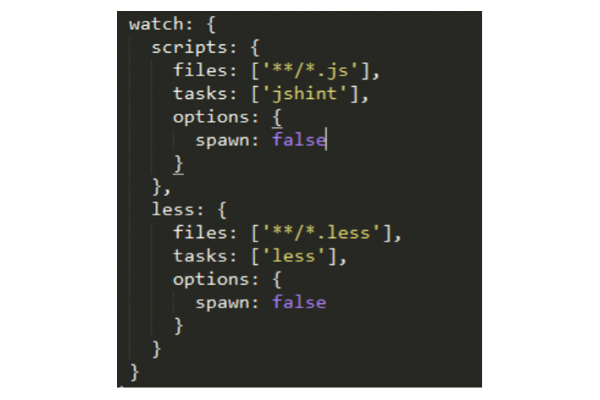 watch: {
  scripts: {
    files: ['**/*.js'],
    tasks: ['jshint'],
    options: {
      spawn: false
    }
  },
  less: {
    files: ['**/*.less'],
    tasks: ['less'],
    options: {
      spawn: false
    }
  }
}